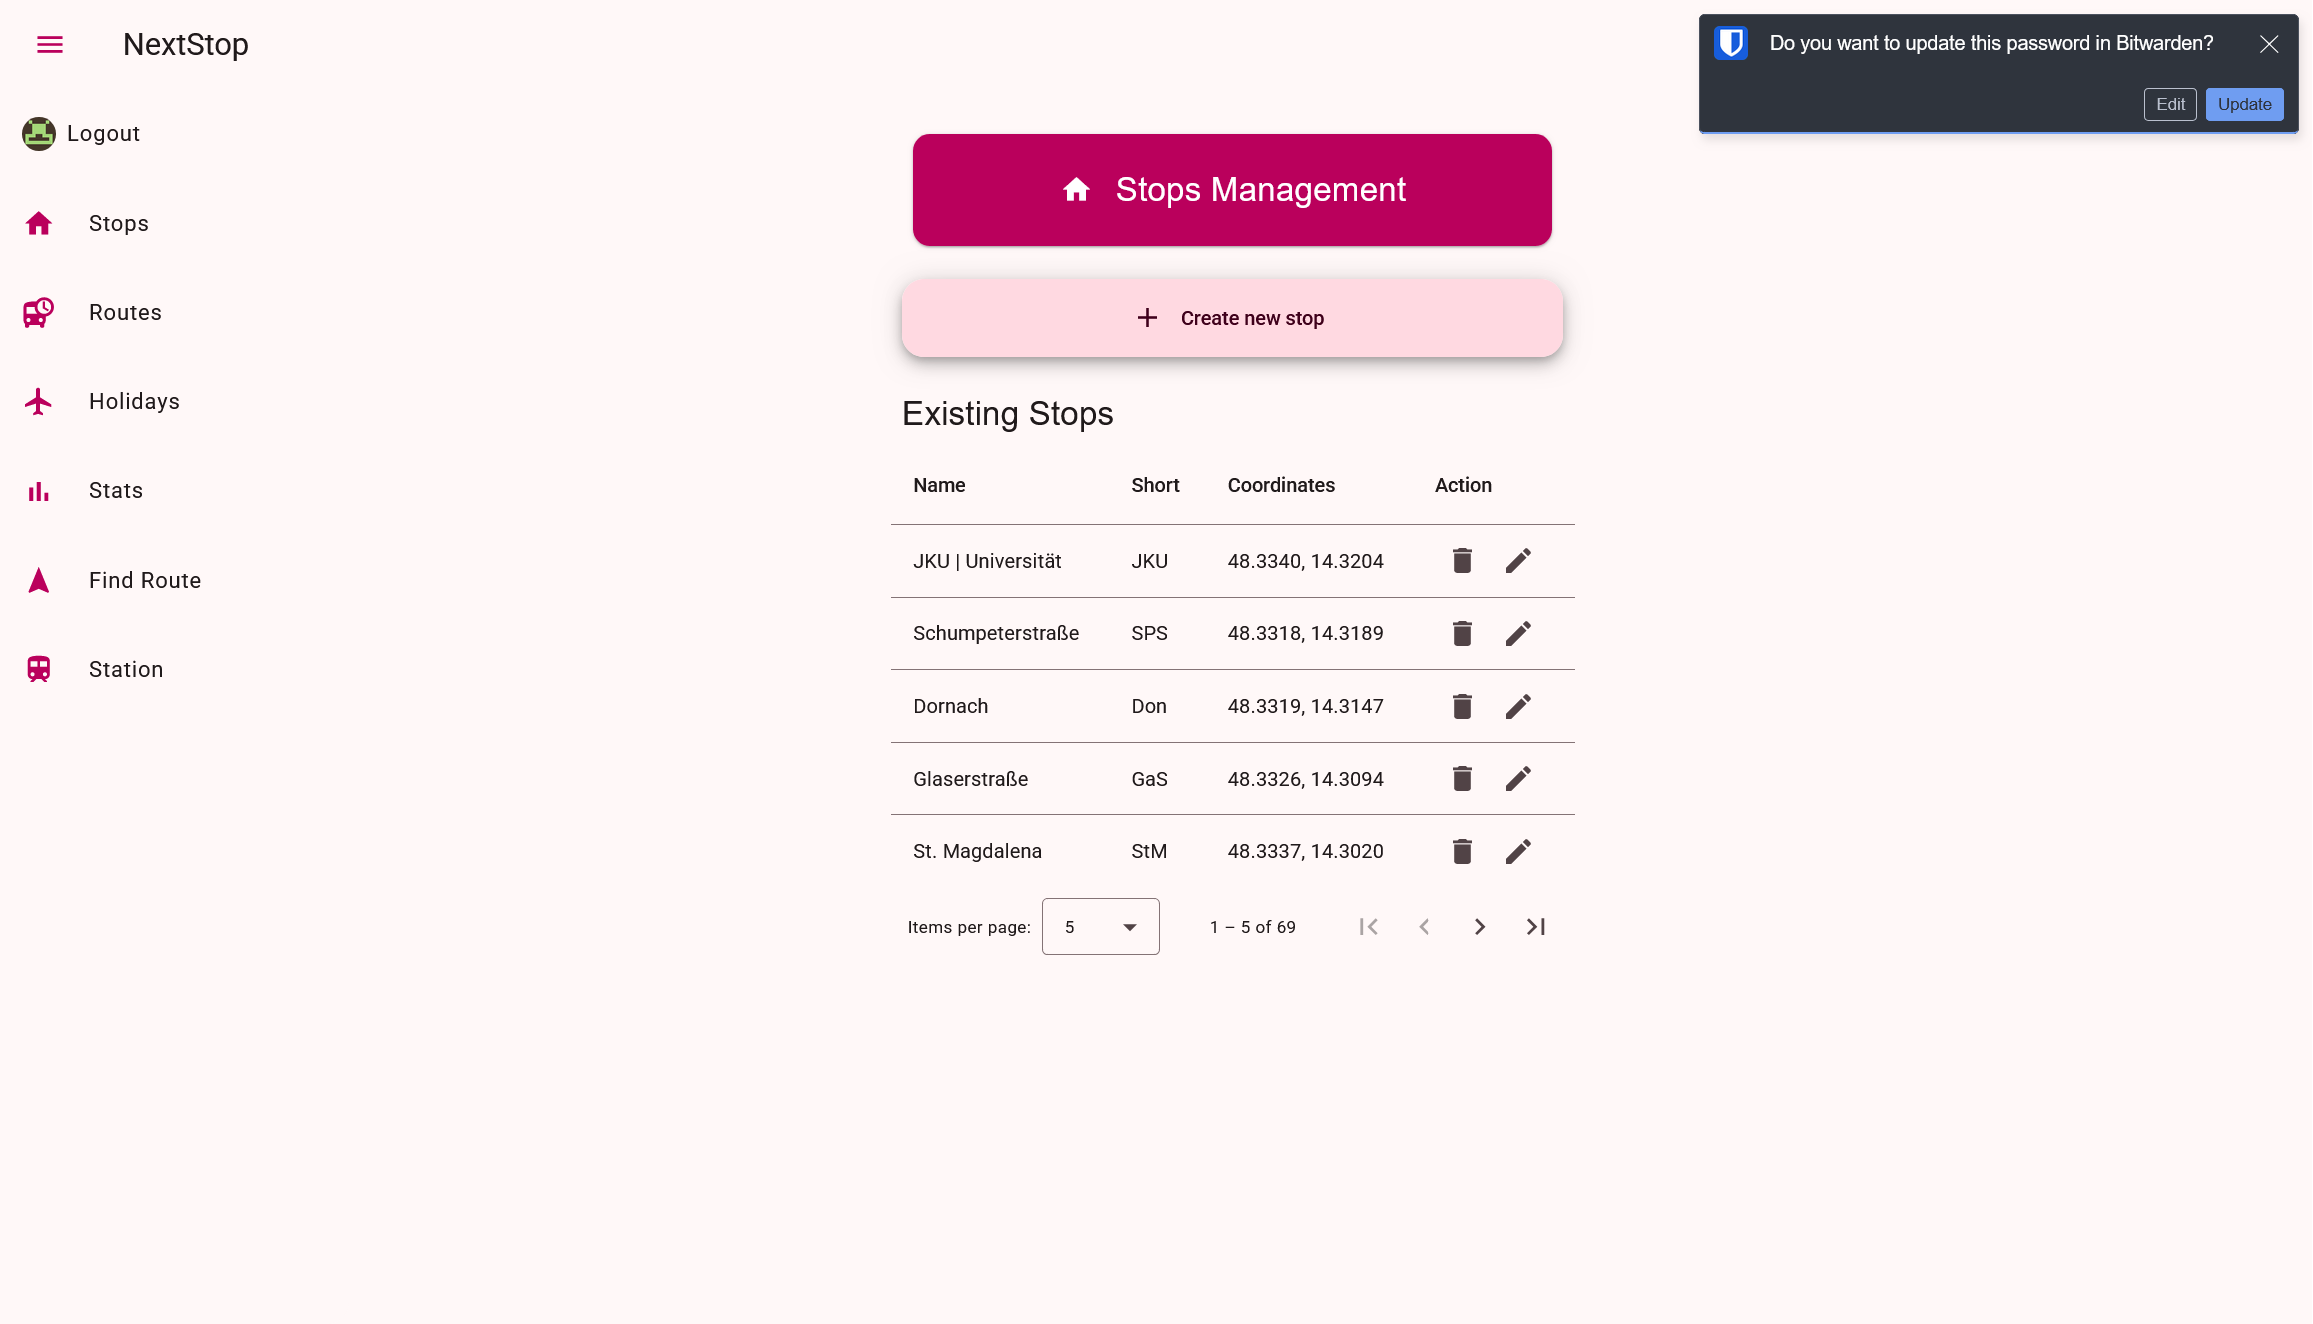 NextStop
Do you want to update this password in Bitwarden?
Edit Update
Logout
Stops
Routes
Holidays
Stats
Find Route
Station
Stops Management
Create new stop
Existing Stops
Name Short Coordinates Action
JKU | Universität JKU 48.3340, 14.3204
Schumpeterstraße SPS 48.3318, 14.3189
Dornach Don 48.3319, 14.3147
Glaserstraße GaS 48.3326, 14.3094
St. Magdalena StM 48.3337, 14.3020
Items per page: 5 1 – 5 of 69